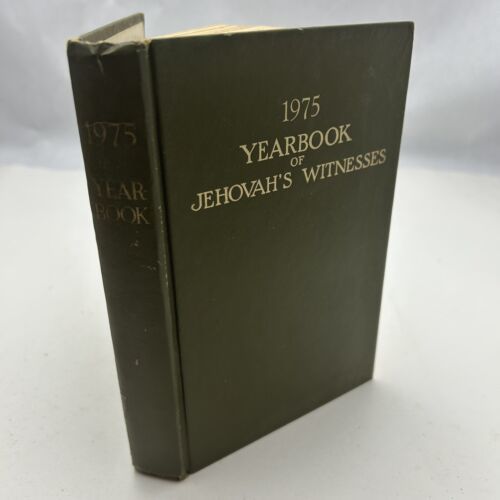 1975
YEAR-
BOOK
1975
YEARBOOK
OF
JEHOVAH'S WITNESSES